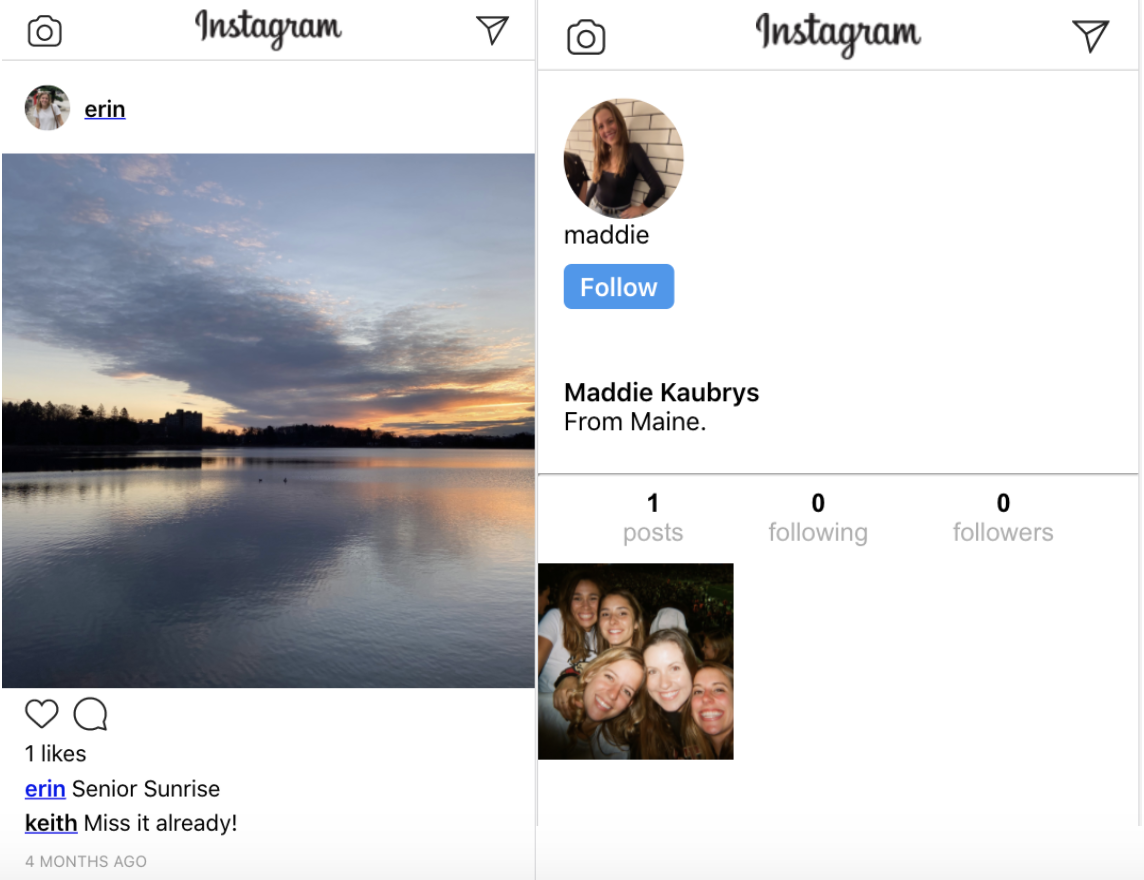 Instagram
erin
1 likes
erin Senior Sunrise
keith Miss it already!
4 MONTHS AGO
Instagram
maddie
Follow
Maddie Kaubrys
From Maine.
1 0 0
posts following followers